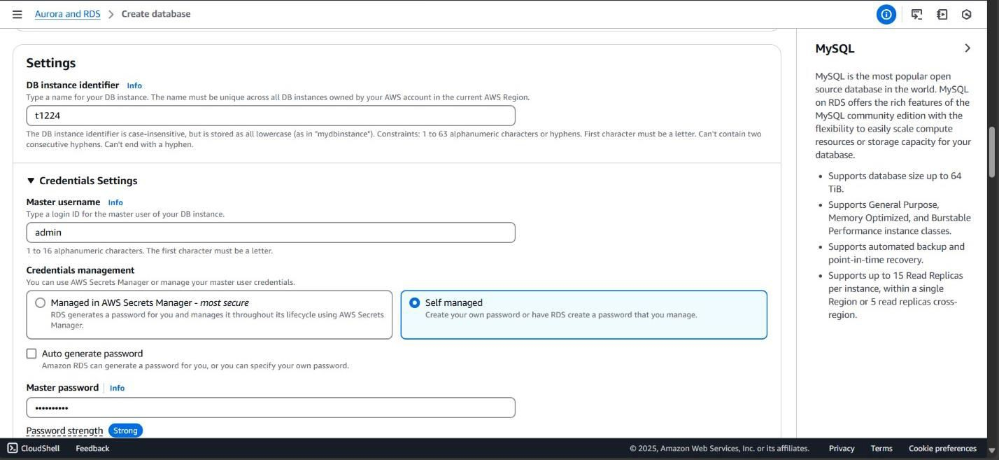 Aurora and RDS > Create database
Settings
DB instance identifier Info
Type a name for your DB instance. The name must be unique across all DB instances owned by your AWS account in the current AWS Region.
t1224
The DB instance identifier is case-insensitive, but is stored as all lowercase (as in "mydbinstance"). Constraints: 1 to 63 alphanumeric characters or hyphens. First character must be a letter. Can't contain two
consecutive hyphens. Can't end with a hyphen.
Credentials Settings
Master username Info
Type a login ID for the master user of your DB instance.
admin
1 to 16 alphanumeric characters. The first character must be a letter.
Credentials management
You can use AWS Secrets Manager or manage your master user credentials.
Managed in AWS Secrets Manager - most secure
RDS generates a password for you and manages it throughout its lifecycle using AWS Secrets
Manager.
Self managed
Create your own password or have RDS create a password that you manage.
Auto generate password
Amazon RDS can generate a password for you, or you can specify your own password.
Master password Info
••••••••••
Password strength Strong
MySQL
MySQL is the most popular open
source database in the world. MySQL
on RDS offers the rich features of the
MySQL community edition with the
flexibility to easily scale compute
resources or storage capacity for your
database.
• Supports database size up to 64
TiB.
• Supports General Purpose,
Memory Optimized, and Burstable
Performance instance classes.
• Supports automated backup and
point-in-time recovery.
• Supports up to 15 Read Replicas
per instance, within a single
Region or 5 read replicas cross-
region.
CloudShell Feedback © 2025, Amazon Web Services, Inc. or its affiliates. Privacy Terms Cookie preferences